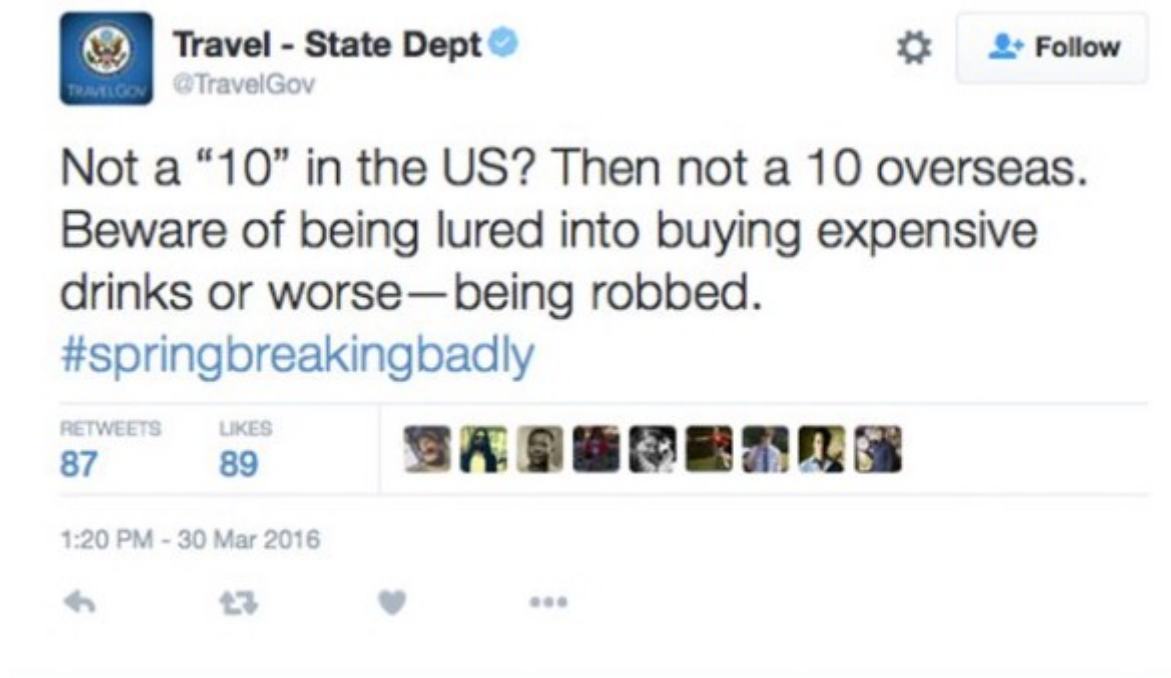 Travel - State Dept
@TravelGov
TRAVELGOV
Follow
Not a “10” in the US? Then not a 10 overseas.
Beware of being lured into buying expensive
drinks or worse—being robbed.
#springbreakingbadly
RETWEETS LIKES
87 89
1:20 PM - 30 Mar 2016